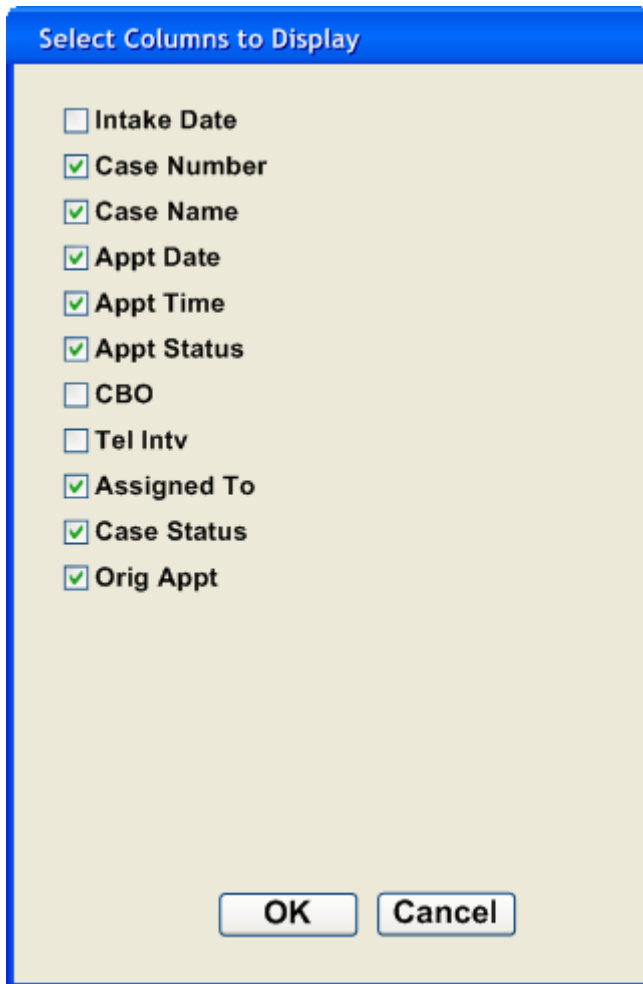 Select Columns to Display
Intake Date
Case Number
Case Name
Appt Date
Appt Time
Appt Status
CBO
Tel Intv
Assigned To
Case Status
Orig Appt
OK Cancel